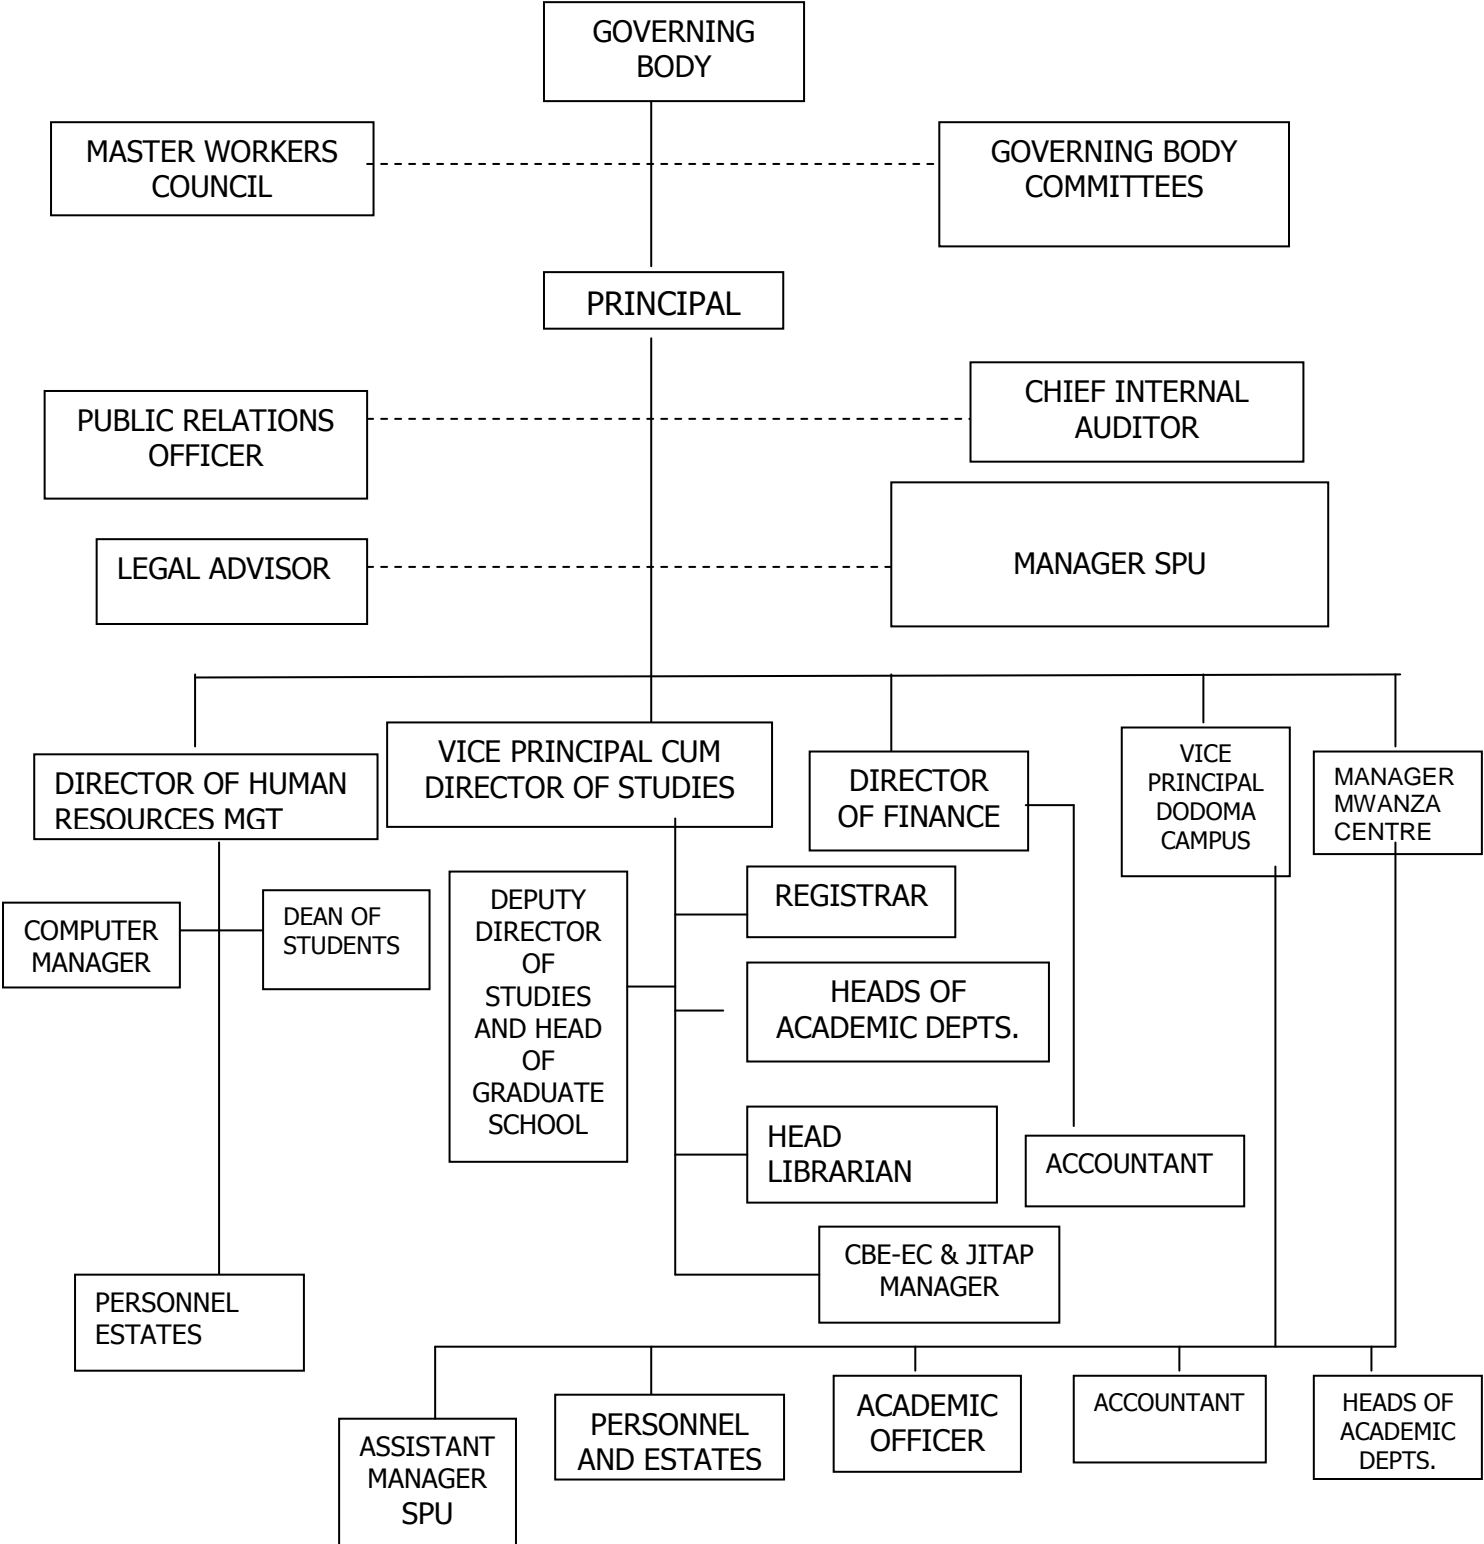 GOVERNING
BODY
MASTER WORKERS
COUNCIL
GOVERNING BODY
COMMITTEES
PRINCIPAL
PUBLIC RELATIONS
OFFICER
CHIEF INTERNAL
AUDITOR
LEGAL ADVISOR
MANAGER SPU
DIRECTOR OF HUMAN
RESOURCES MGT
VICE PRINCIPAL CUM
DIRECTOR OF STUDIES
DIRECTOR
OF FINANCE
VICE
PRINCIPAL
DODOMA
CAMPUS
MANAGER
MWANZA
CENTRE
COMPUTER
MANAGER
DEAN OF
STUDENTS
DEPUTY
DIRECTOR
OF
STUDIES
AND HEAD
OF
GRADUATE
SCHOOL
REGISTRAR
HEADS OF
ACADEMIC DEPTS.
HEAD
LIBRARIAN
ACCOUNTANT
CBE-EC & JITAP
MANAGER
PERSONNEL
ESTATES
ASSISTANT
MANAGER
SPU
PERSONNEL
AND ESTATES
ACADEMIC
OFFICER
ACCOUNTANT
HEADS OF
ACADEMIC
DEPTS.